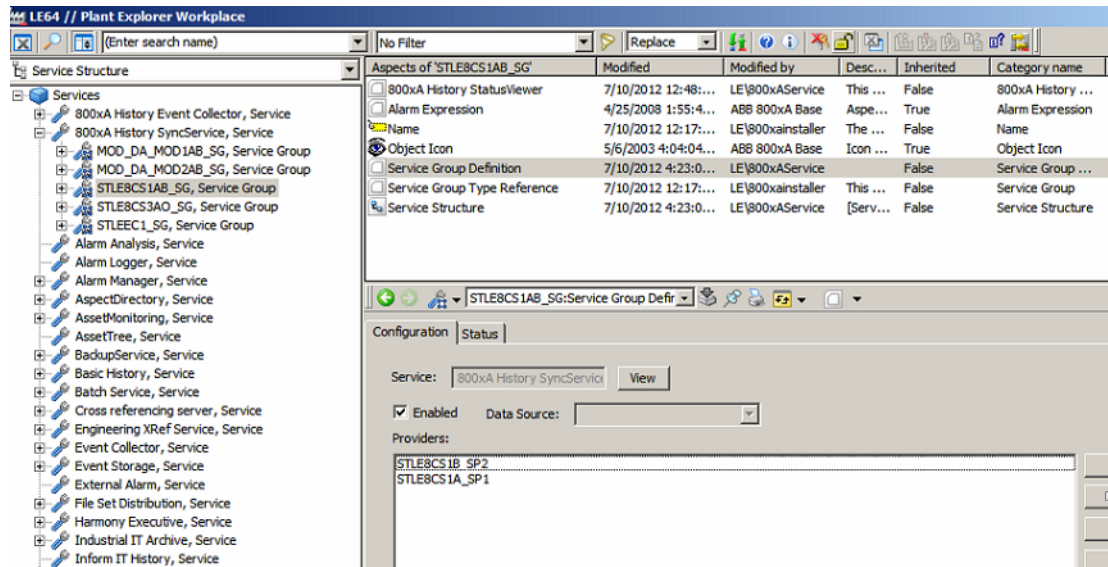 LE64 // Plant Explorer Workplace
(Enter search name)
No Filter
Replace
Service Structure
Services
800xA History Event Collector, Service
800xA History SyncService, Service
MOD_DA_MOD1AB_SG, Service Group
MOD_DA_MOD2AB_SG, Service Group
STLE8CS1AB_SG, Service Group
STLE8CS3AO_SG, Service Group
STLEEC1_SG, Service Group
Alarm Analysis, Service
Alarm Logger, Service
Alarm Manager, Service
AspectDirectory, Service
AssetMonitoring, Service
AssetTree, Service
BackupService, Service
Basic History, Service
Batch Service, Service
Cross referencing server, Service
Engineering XRef Service, Service
Event Collector, Service
Event Storage, Service
External Alarm, Service
File Set Distribution, Service
Harmony Executive, Service
Industrial IT Archive, Service
Inform IT History, Service
Aspects of 'STLE8CS1AB_SG' Modified Modified by Desc... Inherited Category name
800xA History StatusViewer 7/10/2012 12:48:... LE\800xAService This ... False 800xA History ...
Alarm Expression 4/25/2008 1:55:4... ABB 800xA Base Aspe... True Alarm Expression
Name 7/10/2012 12:17:... LE\800xainstaller The ... False Name
Object Icon 5/6/2003 4:04:04... ABB 800xA Base Icon ... True Object Icon
Service Group Definition 7/10/2012 4:23:0... LE\800xAService False Service Group ...
Service Group Type Reference 7/10/2012 12:17:... LE\800xainstaller This ... False Service Group
Service Structure 7/10/2012 4:23:0... LE\800xAService [Serv... False Service Structure
STLE8CS1AB_SG:Service Group Defir
Configuration Status
Service: 800xA History SyncService View
Enabled Data Source:
Providers:
STLE8CS1B_SP2
STLE8CS1A_SP1